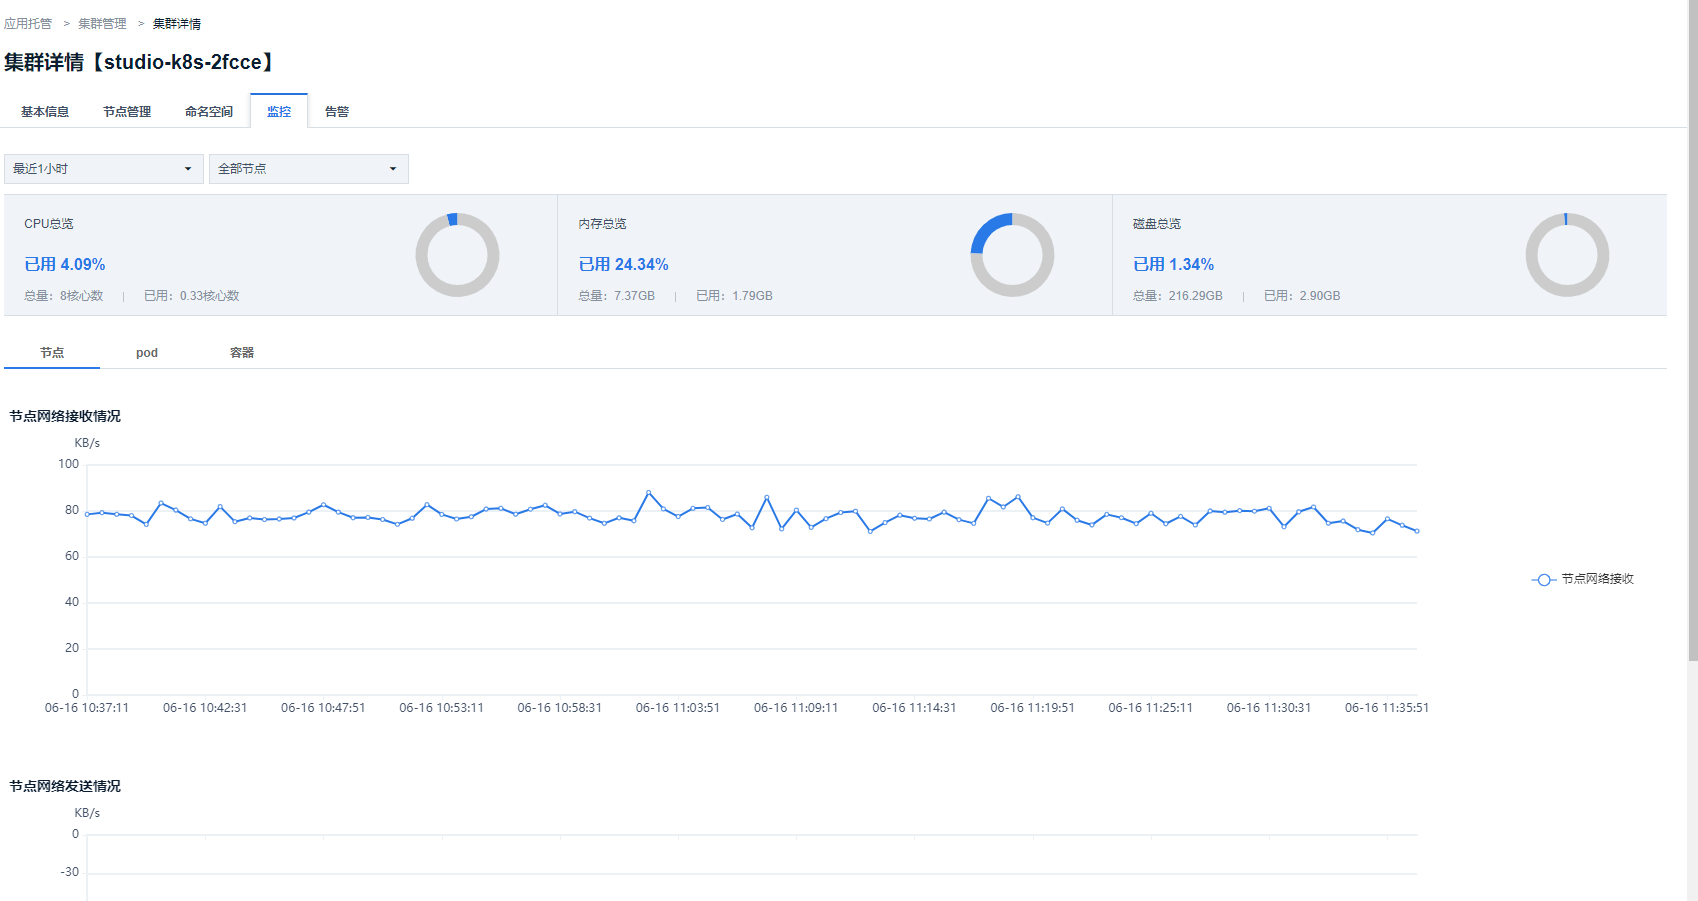 应用托管 > 集群管理 > 集群详情
集群详情【studio-k8s-2fcce】
基本信息 节点管理 命名空间 监控 告警
最近1小时 全部节点
CPU总览
已用 4.09%
总量：8核心数 | 已用：0.33核心数
内存总览
已用 24.34%
总量：7.37GB | 已用：1.79GB
磁盘总览
已用 1.34%
总量：216.29GB | 已用：2.90GB
节点 pod 容器
节点网络接收情况
KB/s
100
80
60
40
20
0
06-16 10:37:11 06-16 10:42:31 06-16 10:47:51 06-16 10:53:11 06-16 10:58:31 06-16 11:03:51 06-16 11:09:11 06-16 11:14:31 06-16 11:19:51 06-16 11:25:11 06-16 11:30:31 06-16 11:35:51
节点网络接收
节点网络发送情况
KB/s
0
-30